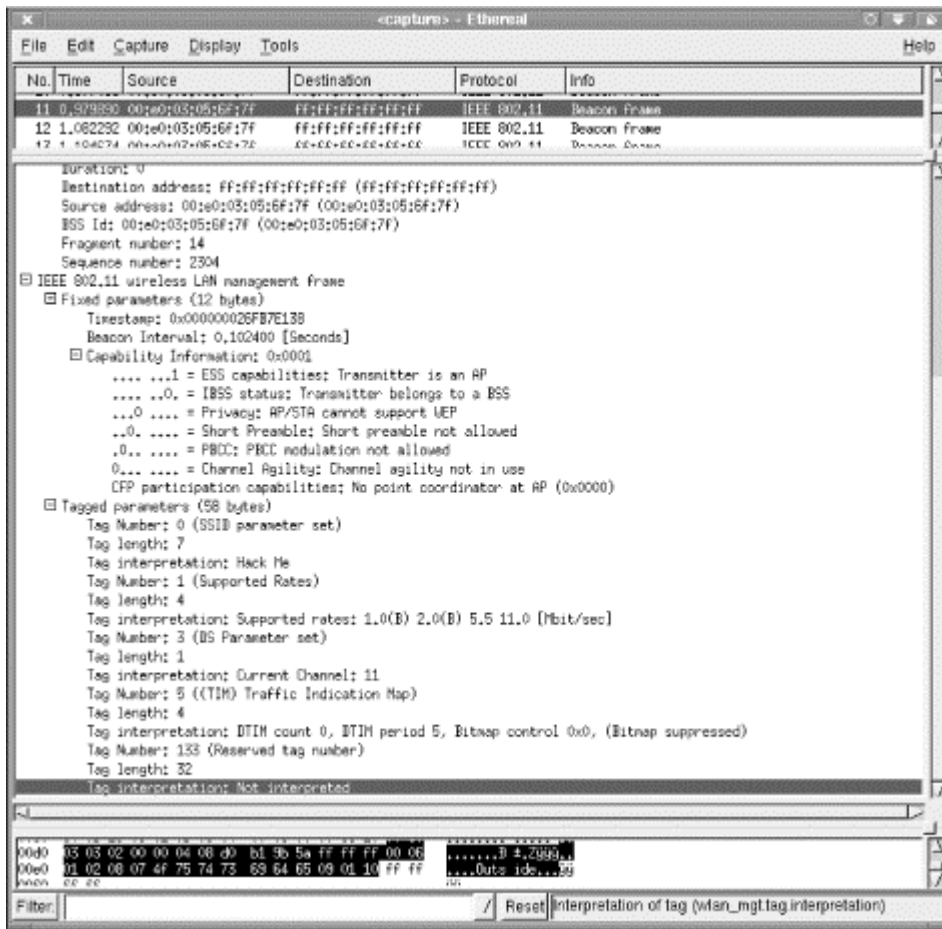 <capture> - Ethereal
File Edit Capture Display Tools Help
No. Time Source Destination Protocol Info
11 0.979890 00:e0:03:05:6f:7f ff:ff:ff:ff:ff:ff IEEE 802.11 Beacon frame
12 1.082292 00:e0:03:05:6f:7f ff:ff:ff:ff:ff:ff IEEE 802.11 Beacon frame
Duration: 0
Destination address: ff:ff:ff:ff:ff:ff (ff:ff:ff:ff:ff:ff)
Source address: 00:e0:03:05:6f:7f (00:e0:03:05:6f:7f)
BSS Id: 00:e0:03:05:6f:7f (00:e0:03:05:6f:7f)
Fragment number: 14
Sequence number: 2304
IEEE 802.11 wireless LAN management frame
Fixed parameters (12 bytes)
Timestamp: 0x000000026FB7E138
Beacon Interval: 0.102400 [Seconds]
Capability Information: 0x0001
.... ...1 = ESS capabilities: Transmitter is an AP
.... ..0. = IBSS status: Transmitter belongs to a BSS
...0 .... = Privacy: AP/STA cannot support WEP
..0. .... = Short Preamble: Short preamble not allowed
.0.. .... = PBCC: PBCC modulation not allowed
0... .... = Channel Agility: Channel agility not in use
CFP participation capabilities: No point coordinator at AP (0x0000)
Tagged parameters (58 bytes)
Tag Number: 0 (SSID parameter set)
Tag length: 7
Tag interpretation: Hack Me
Tag Number: 1 (Supported Rates)
Tag length: 4
Tag interpretation: Supported rates: 1.0(B) 2.0(B) 5.5 11.0 [Mbit/sec]
Tag Number: 3 (DS Parameter set)
Tag length: 1
Tag interpretation: Current Channel: 11
Tag Number: 5 ((TIM) Traffic Indication Map)
Tag length: 4
Tag interpretation: DTIM count 0, DTIM period 5, Bitmap control 0x0, (Bitmap suppressed)
Tag Number: 133 (Reserved tag number)
Tag length: 32
Tag interpretation: Not interpreted
00d0 03 03 02 00 00 04 08 d0 b1 9b 5a ff ff ff 00 06
00e0 01 02 08 07 4f 75 74 73 69 64 65 09 01 10 ff ff ....Outs ide...ÿÿ
Filter: / Reset Interpretation of tag (wlan_mgt.tag.interpretation)